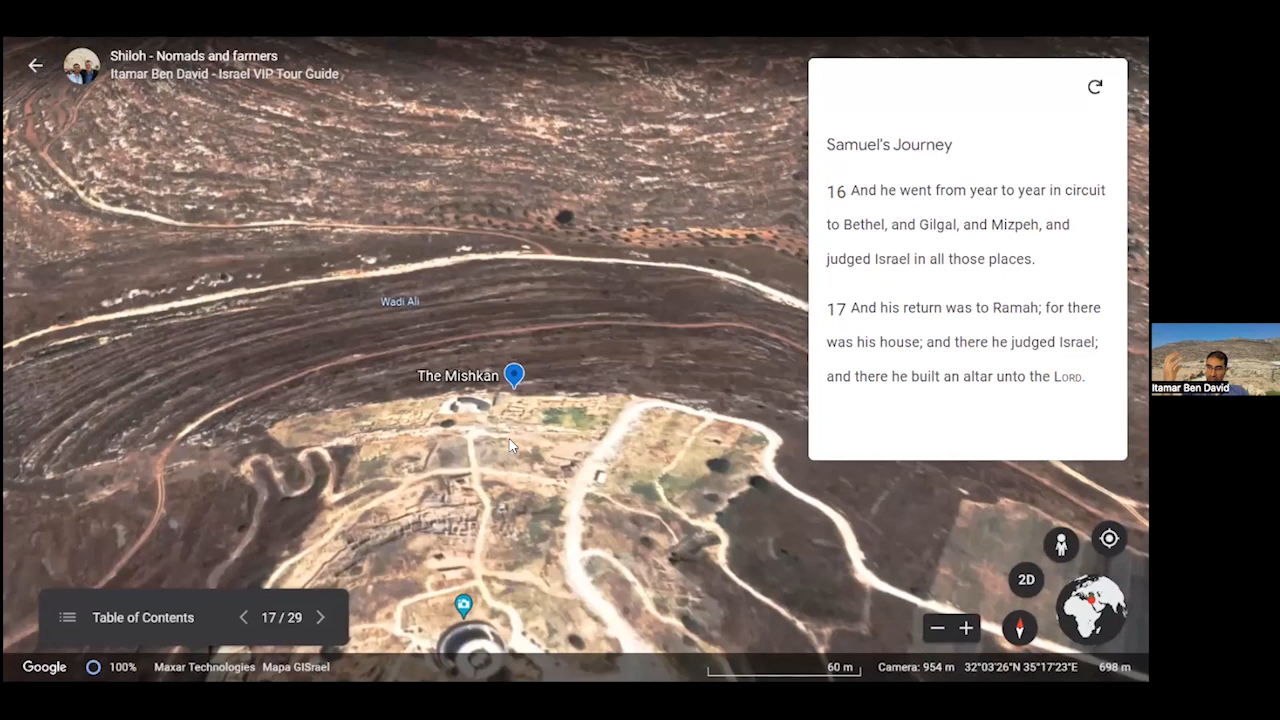 Shiloh - Nomads and farmers
Itamar Ben David - Israel VIP Tour Guide
Samuel's Journey
16 And he went from year to year in circuit
to Bethel, and Gilgal, and Mizpeh, and
judged Israel in all those places.
17 And his return was to Ramah; for there
was his house; and there he judged Israel;
and there he built an altar unto the LORD.
Wadi Ali
The Mishkan
Itamar Ben David
2D
Table of Contents
17 / 29
Google
100%
Maxar Technologies Mapa GISrael
60 m
Camera: 954 m 32°03'26"N 35°17'23"E 698 m